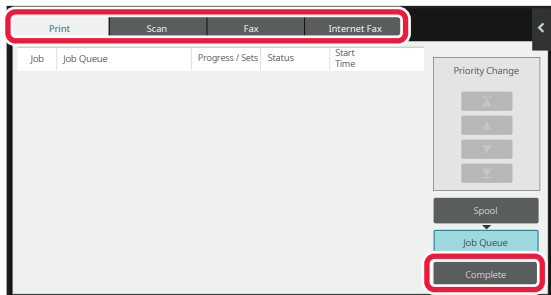 Print Scan Fax Internet Fax
Job Job Queue Progress / Sets Status Start
Time
Priority Change
Spool
Job Queue
Complete